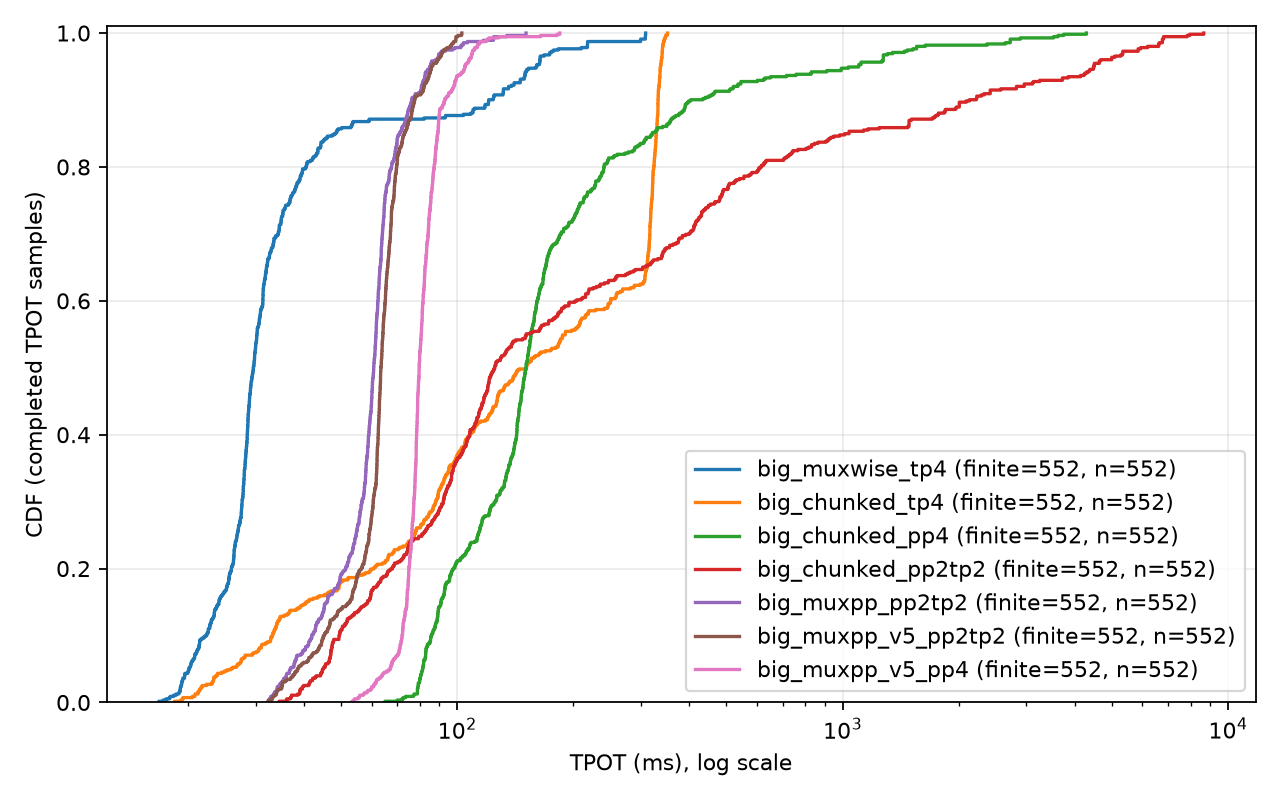 CDF (completed TPOT samples)
1.0
0.8
0.6
0.4
0.2
0.0
big_muxwise_tp4 (finite=552, n=552)
big_chunked_tp4 (finite=552, n=552)
big_chunked_pp4 (finite=552, n=552)
big_chunked_pp2tp2 (finite=552, n=552)
big_muxpp_pp2tp2 (finite=552, n=552)
big_muxpp_v5_pp2tp2 (finite=552, n=552)
big_muxpp_v5_pp4 (finite=552, n=552)
10² 10³ 10⁴
TPOT (ms), log scale